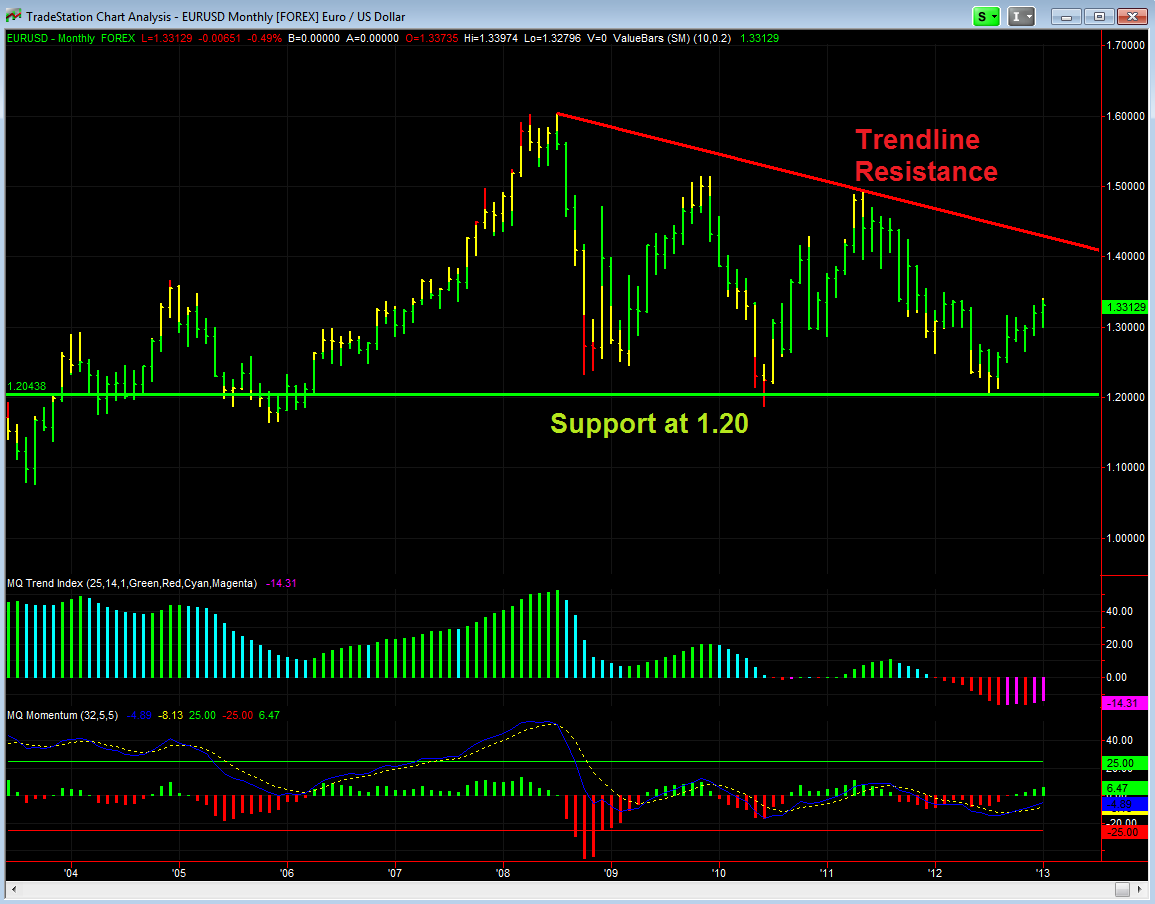 TradeStation Chart Analysis - EURUSD Monthly [FOREX] Euro / US Dollar
S
I
EURUSD - Monthly FOREX L=1.33129 -0.00651 -0.49% B=0.00000 A=0.00000 O=1.33735 Hi=1.33974 Lo=1.32796 V=0 ValueBars (SM) (10,0.2) 1.33129
1.70000
1.60000
Trendline
Resistance
1.50000
1.40000
1.33129
1.30000
1.20438
1.20000
Support at 1.20
1.10000
1.00000
MQ Trend Index (25,14,1,Green,Red,Cyan,Magenta) -14.31
40.00
20.00
0.00
-14.31
MQ Momentum (32,5,5) -4.89 -8.13 25.00 -25.00 6.47
40.00
25.00
20.00
6.47
-4.89
-20.00
-25.00
'04 '05 '06 '07 '08 '09 '10 '11 '12 '13